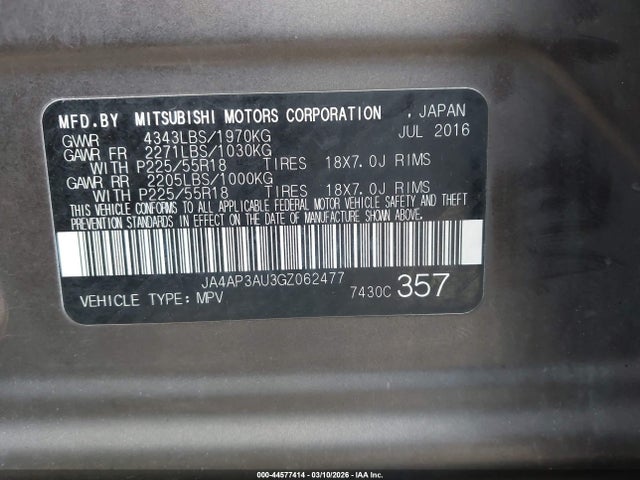 MFD.BY MITSUBISHI MOTORS CORPORATION , JAPAN
GVWR 4343LBS/1970KG JUL 2016
GAWR FR 2271LBS/1030KG
WITH P225/55R18 TIRES 18X7.0J RIMS
GAWR RR 2205LBS/1000KG
WITH P225/55R18 TIRES 18X7.0J RIMS
THIS VEHICLE CONFORMS TO ALL APPLICABLE FEDERAL MOTOR VEHICLE SAFETY AND THEFT
PREVENTION STANDARDS IN EFFECT ON THE DATE OF MANUFACTURE SHOWN ABOVE.
JA4AP3AU3GZ062477
VEHICLE TYPE: MPV 7430C 357
000-44577414 - 03/10/2026 - IAA Inc.